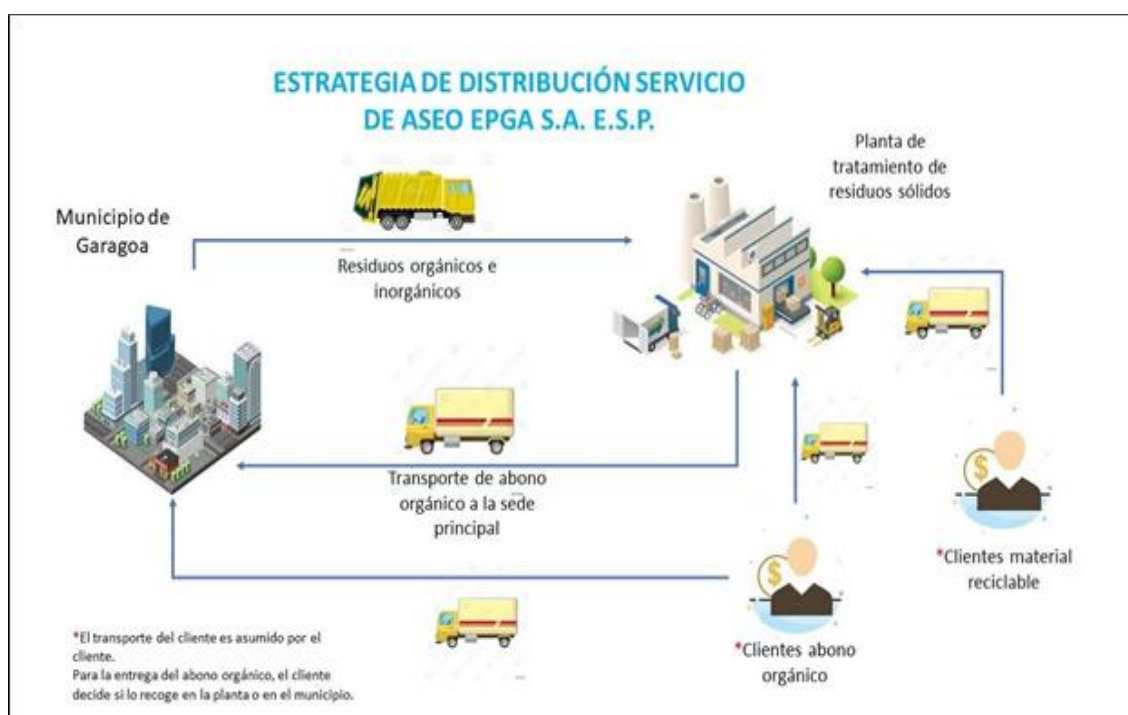 ESTRATEGIA DE DISTRIBUCIÓN SERVICIO
DE ASEO EPGA S.A. E.S.P.
Planta de
tratamiento de
residuos sólidos
Municipio de
Garagoa
Residuos orgánicos e
inorgánicos
Transporte de abono
orgánico a la sede
principal
$
*Clientes material
reciclable
$
*Clientes abono
orgánico
*El transporte del cliente es asumido por el
cliente.
Para la entrega del abono orgánico, el cliente
decide si lo recoge en la planta o en el municipio.